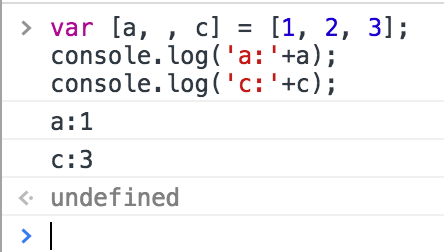 > var [a, , c] = [1, 2, 3];
console.log('a:'+a);
console.log('c:'+c);
a:1
c:3
undefined
>